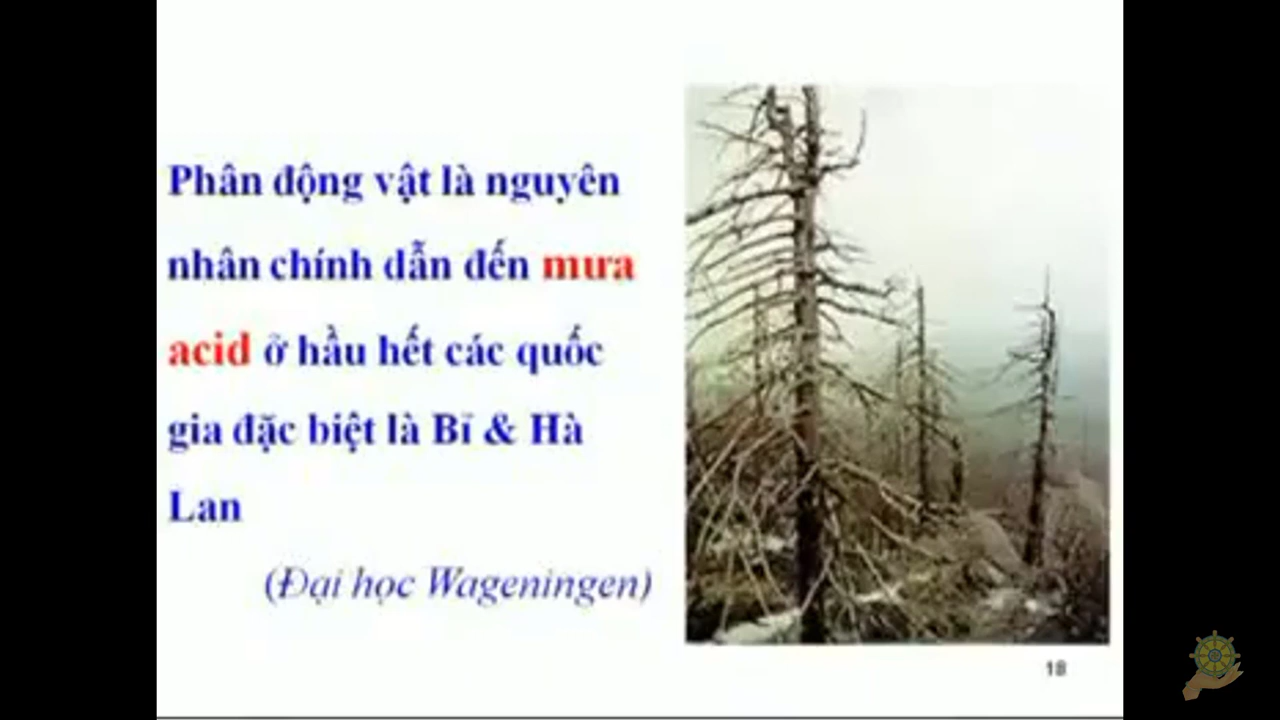 Phân động vật là nguyên
nhân chính dẫn đến mưa
acid ở hầu hết các quốc
gia đặc biệt là Bỉ & Hà
Lan
(Đại học Wageningen)
18